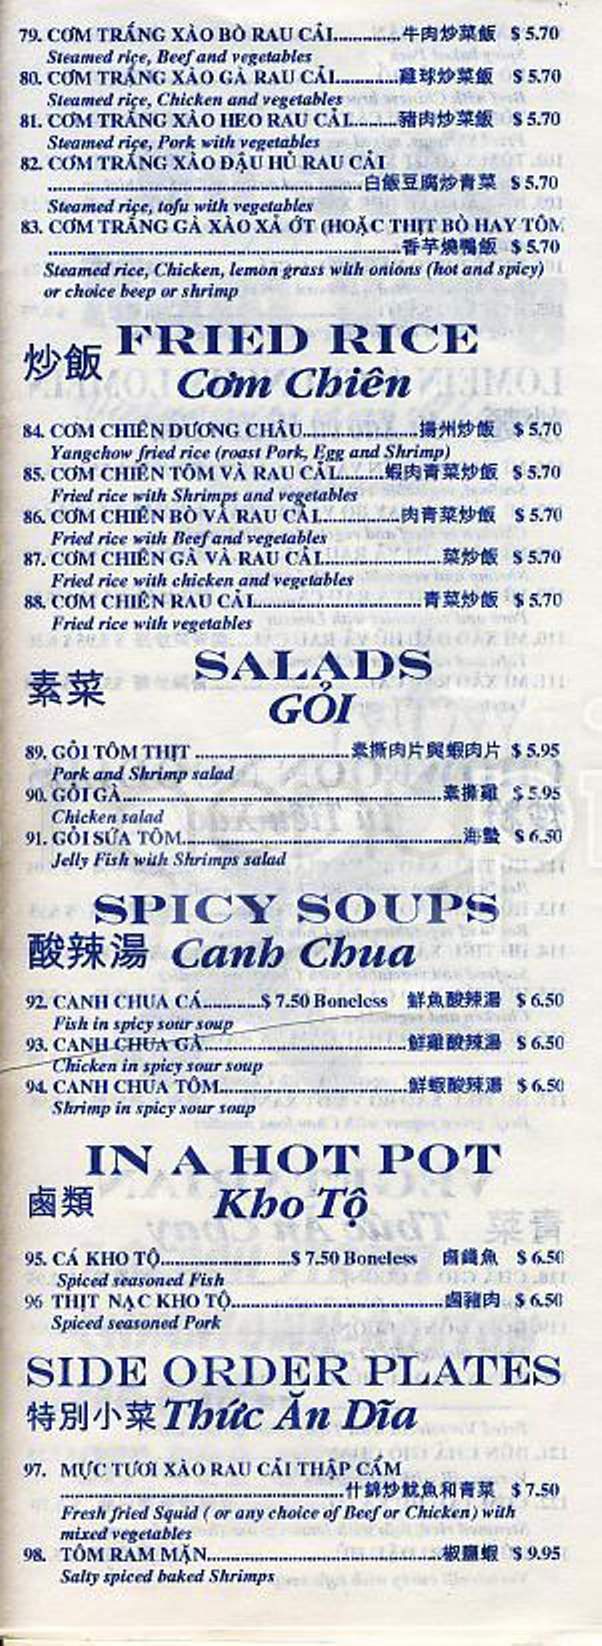 79. CƠM TRẮNG XÀO BÒ RAU CẢI..............牛肉炒菜飯 $ 5.70
Steamed rice, Beef and vegetables
80. CƠM TRẮNG XÀO GÀ RAU CẢI.............雞球炒菜飯 $ 5.70
Steamed rice, Chicken and vegetables
81. CƠM TRẮNG XÀO HEO RAU CẢI.........豬肉炒菜飯 $ 5.70
Steamed rice, Pork with vegetables
82. CƠM TRẮNG XÀO ĐẬU HỦ RAU CẢI
..............................................................白飯豆腐炒青菜 $ 5.70
Steamed rice, tofu with vegetables
83. CƠM TRẮNG GÀ XÀO XẢ ỚT (HOẶC THỊT BÒ HAY TÔM
......................................................................香芋燒鴨飯 $ 5.70
Steamed rice, Chicken, lemon grass with onions (hot and spicy)
or choice beep or shrimp
FRIED RICE
炒飯 Cơm Chiên
84. CƠM CHIÊN DƯƠNG CHÂU.......................揚州炒飯 $ 5.70
Yangchow fried rice (roast Pork, Egg and Shrimp)
85. CƠM CHIÊN TÔM VÀ RAU CẢI.........蝦肉青菜炒飯 $ 5.70
Fried rice with Shrimps and vegetables
86. CƠM CHIÊN BÒ VÀ RAU CẢI................肉青菜炒飯 $ 5.70
Fried rice with Beef and vegetables
87. CƠM CHIÊN GÀ VÀ RAU CẢI.........................菜炒飯 $ 5.70
Fried rice with chicken and vegetables
88. CƠM CHIÊN RAU CẢI...................................青菜炒飯 $ 5.70
Fried rice with vegetables
SALADS
素菜 GỎI
89. GỎI TÔM THỊT ................................素撕肉片與蝦肉片 $ 5.95
Pork and Shrimp salad
90. GỎI GÀ....................................................................素撕雞 $ 5.95
Chicken salad
91. GỎI SỨA TÔM...........................................................海蜇 $ 6.50
Jelly Fish with Shrimps salad
SPICY SOUPS
酸辣湯 Canh Chua
92. CANH CHUA CÁ............$ 7.50 Boneless 鮮魚酸辣湯 $ 6.50
Fish in spicy sour soup
93. CANH CHUA GÀ..........................................鮮雞酸辣湯 $ 6.50
Chicken in spicy sour soup
94. CANH CHUA TÔM.......................................鮮蝦酸辣湯 $ 6.50
Shrimp in spicy sour soup
IN A HOT POT
鹵類 Kho Tộ
95. CÁ KHO TỘ...........................$ 7.50 Boneless 鹵鐵魚 $ 6.50
Spiced seasoned Fish
96 THỊT NẠC KHO TỘ.............................................鹵豬肉 $ 6.50
Spiced seasoned Pork
SIDE ORDER PLATES
特別小菜 Thức Ăn Dĩa
97. MỰC TƯƠI XÀO RAU CẢI THẬP CẨM
.........................................................什錦炒魷魚和青菜 $ 7.50
Fresh fried Squid ( or any choice of Beef or Chicken) with
mixed vegetables
98. TÔM RAM MẶN..................................................椒鹽蝦 $ 9.95
Salty spiced baked Shrimps